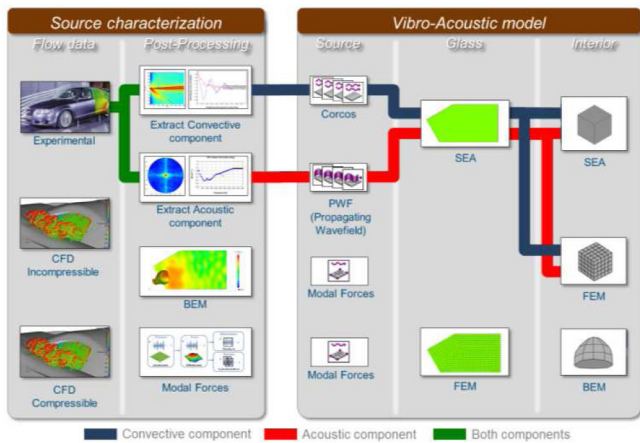 Source characterization
Vibro-Acoustic model
Flow data
Post-Processing
Source
Glass
Interior
Experimental
Extract Convective
component
Corcos
SEA
SEA
Extract Acoustic
component
PWF
(Propagating
Wavefield)
CFD
Incompressible
BEM
Modal Forces
FEM
CFD
Compressible
Modal Forces
Modal Forces
FEM
BEM
Convective component
Acoustic component
Both components